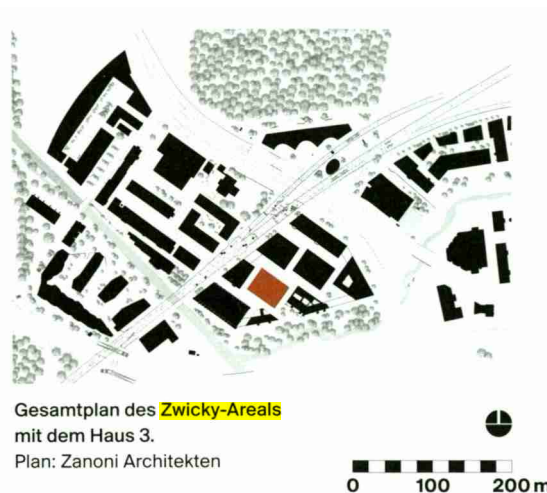 Gesamtplan des Zwicky-Areals
mit dem Haus 3.
Plan: Zanoni Architekten
0 100 200 m